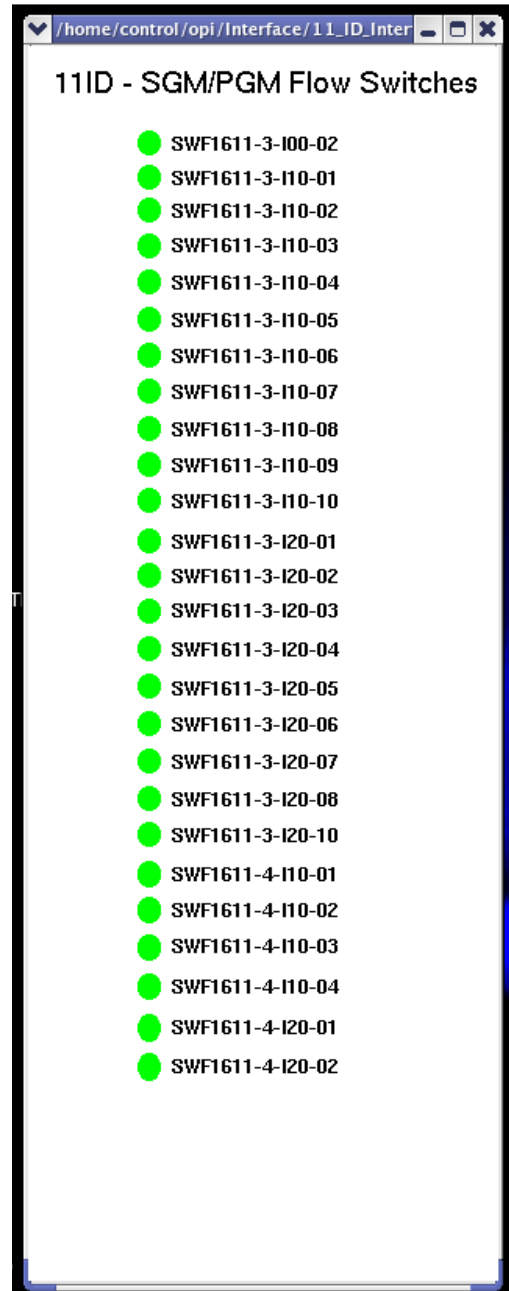 /home/control/opi/Interface/11_ID_Inter
11ID - SGM/PGM Flow Switches
SWF1611-3-I00-02
SWF1611-3-I10-01
SWF1611-3-I10-02
SWF1611-3-I10-03
SWF1611-3-I10-04
SWF1611-3-I10-05
SWF1611-3-I10-06
SWF1611-3-I10-07
SWF1611-3-I10-08
SWF1611-3-I10-09
SWF1611-3-I10-10
SWF1611-3-I20-01
SWF1611-3-I20-02
SWF1611-3-I20-03
SWF1611-3-I20-04
SWF1611-3-I20-05
SWF1611-3-I20-06
SWF1611-3-I20-07
SWF1611-3-I20-08
SWF1611-3-I20-10
SWF1611-4-I10-01
SWF1611-4-I10-02
SWF1611-4-I10-03
SWF1611-4-I10-04
SWF1611-4-I20-01
SWF1611-4-I20-02